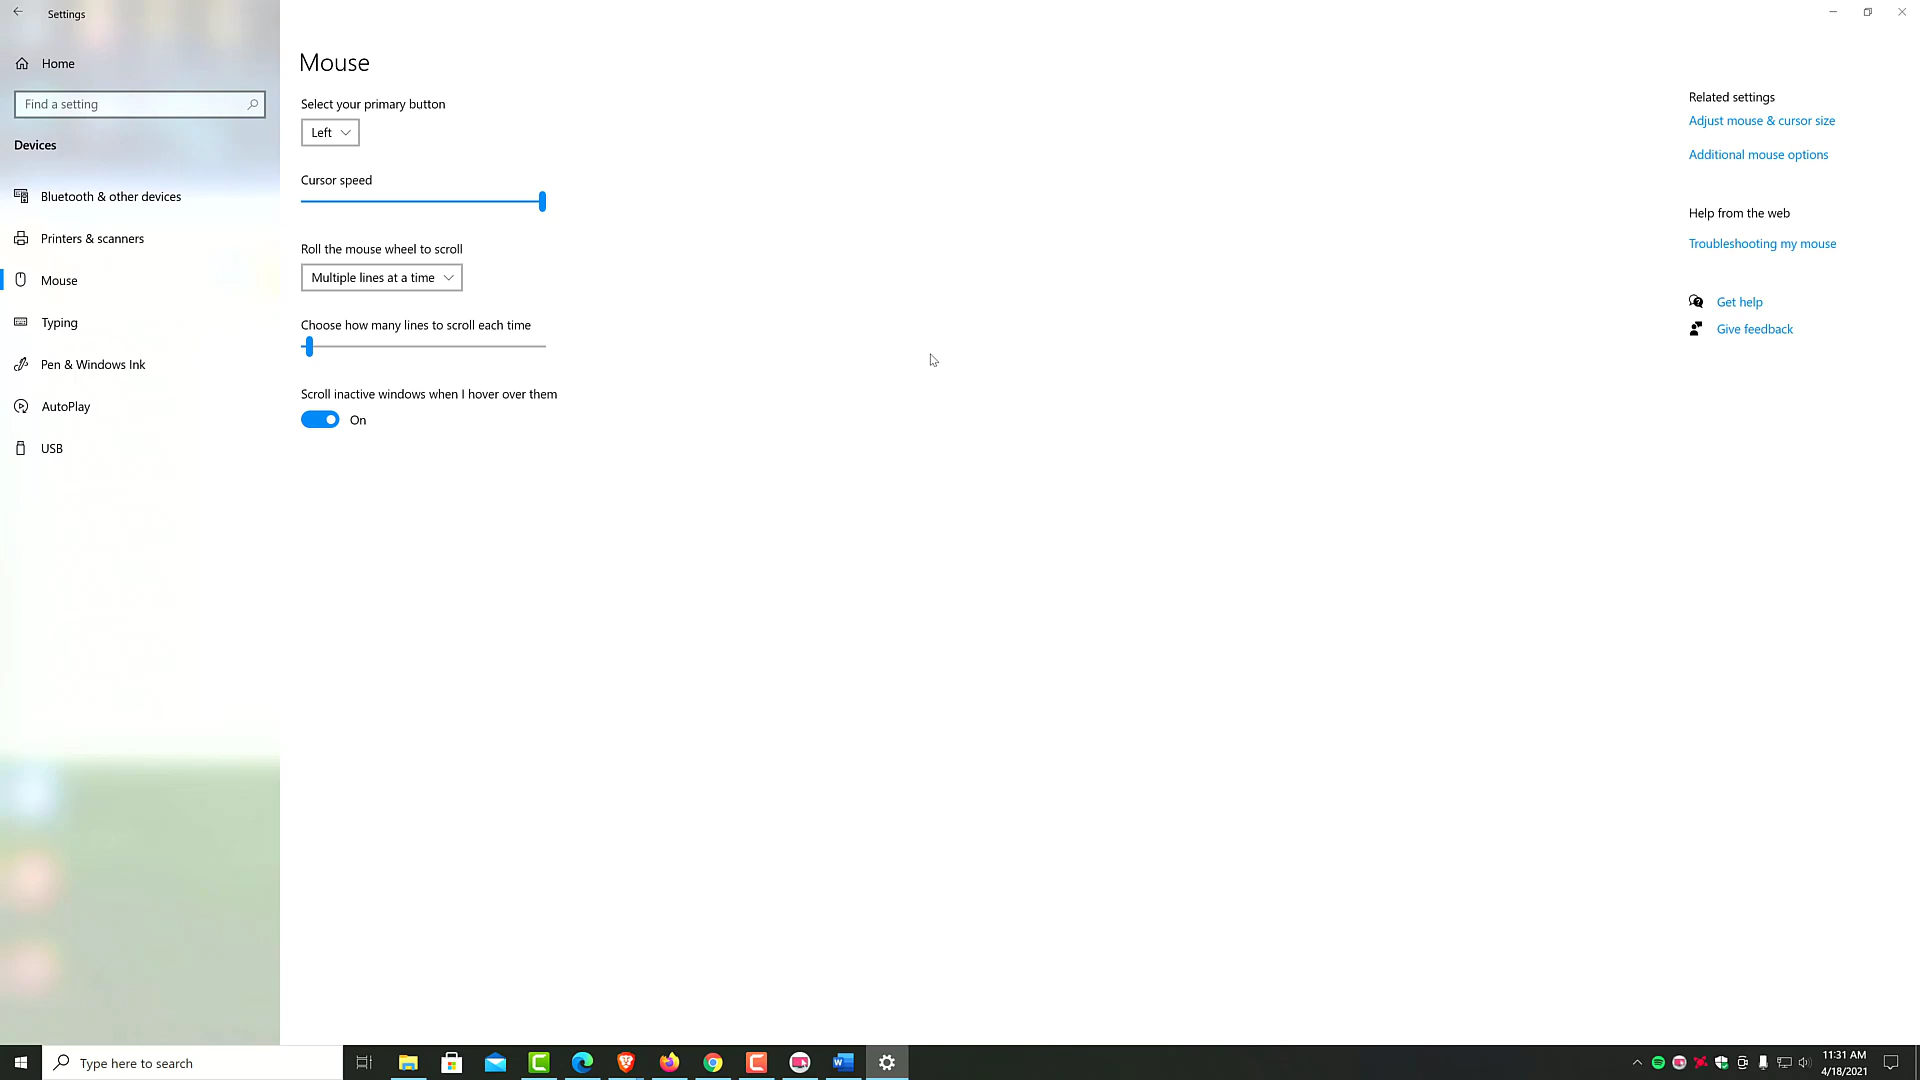 Settings
Home
Find a setting
Devices
Bluetooth & other devices
Printers & scanners
Mouse
Typing
Pen & Windows Ink
AutoPlay
USB
Mouse
Select your primary button
Left
Cursor speed
Roll the mouse wheel to scroll
Multiple lines at a time
Choose how many lines to scroll each time
Scroll inactive windows when I hover over them
On
Related settings
Adjust mouse & cursor size
Additional mouse options
Help from the web
Troubleshooting my mouse
Get help
Give feedback
Type here to search
11:31 AM
4/18/2021